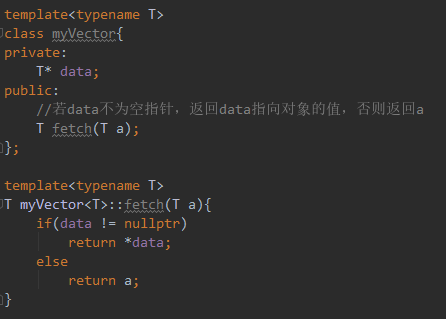 template<typename T>
class myVector{
private:
    T* data;
public:
    //若data不为空指针，返回data指向对象的值，否则返回a
    T fetch(T a);
};

template<typename T>
T myVector<T>::fetch(T a){
    if(data != nullptr)
        return *data;
    else
        return a;
}